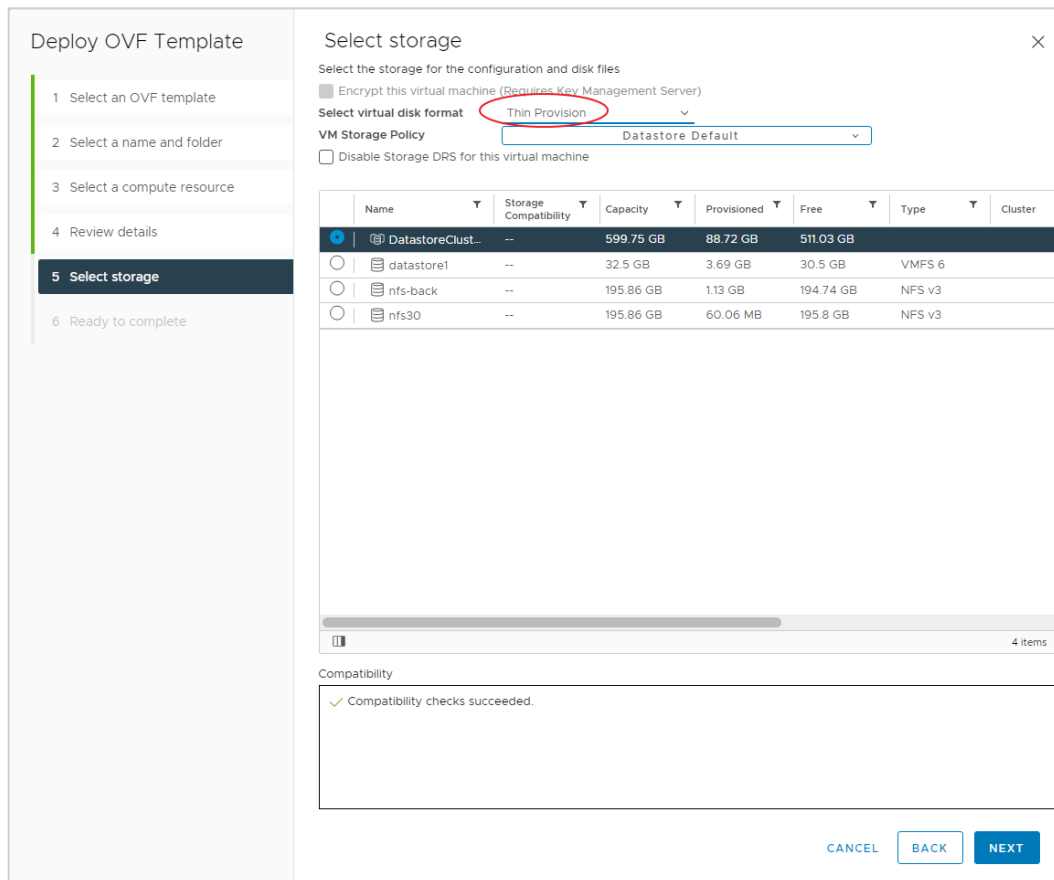 Deploy OVF Template
1 Select an OVF template
2 Select a name and folder
3 Select a compute resource
4 Review details
5 Select storage
6 Ready to complete
Select storage
Select the storage for the configuration and disk files
Encrypt this virtual machine (Requires Key Management Server)
Select virtual disk format Thin Provision
VM Storage Policy Datastore Default
Disable Storage DRS for this virtual machine
Name Storage Compatibility Capacity Provisioned Free Type Cluster
DatastoreClust... -- 599.75 GB 88.72 GB 511.03 GB
datastore1 -- 32.5 GB 3.69 GB 30.5 GB VMFS 6
nfs-back -- 195.86 GB 1.13 GB 194.74 GB NFS v3
nfs30 -- 195.86 GB 60.06 MB 195.8 GB NFS v3
4 items
Compatibility
Compatibility checks succeeded.
CANCEL BACK NEXT